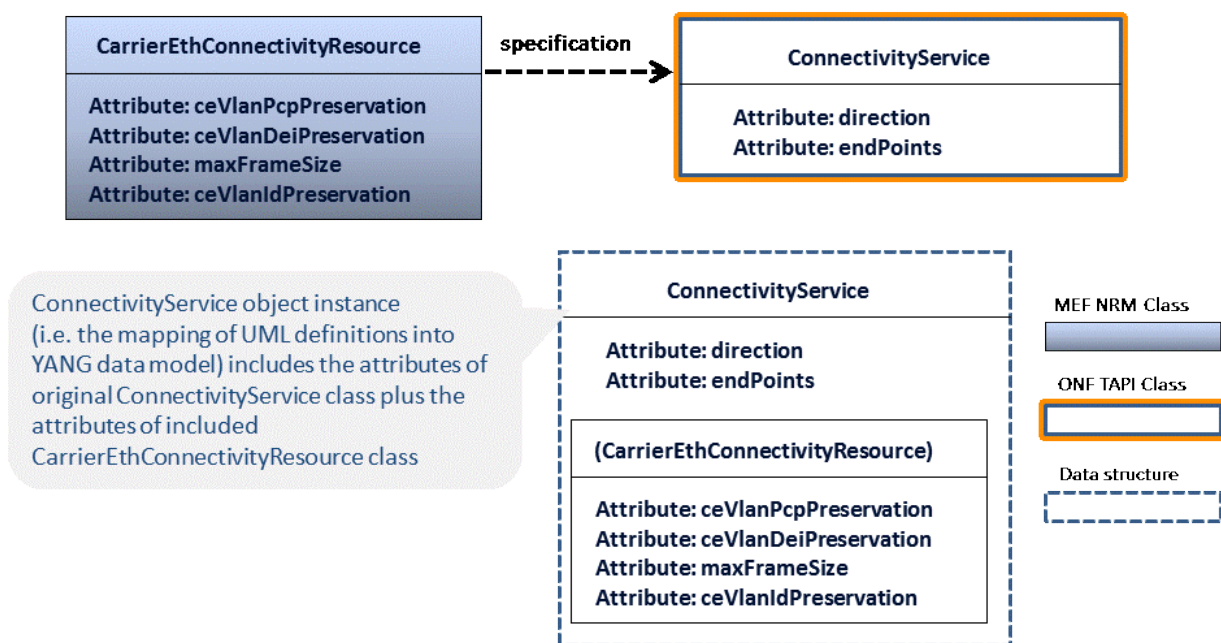 CarrierEthConnectivityResource
Attribute: ceVlanPcpPreservation
Attribute: ceVlanDeiPreservation
Attribute: maxFrameSize
Attribute: ceVlanIdPreservation
specification
ConnectivityService
Attribute: direction
Attribute: endPoints
ConnectivityService object instance
(i.e. the mapping of UML definitions into
YANG data model) includes the attributes of
original ConnectivityService class plus the
attributes of included
CarrierEthConnectivityResource class
ConnectivityService
Attribute: direction
Attribute: endPoints
(CarrierEthConnectivityResource)
Attribute: ceVlanPcpPreservation
Attribute: ceVlanDeiPreservation
Attribute: maxFrameSize
Attribute: ceVlanIdPreservation
MEF NRM Class
ONF TAPI Class
Data structure